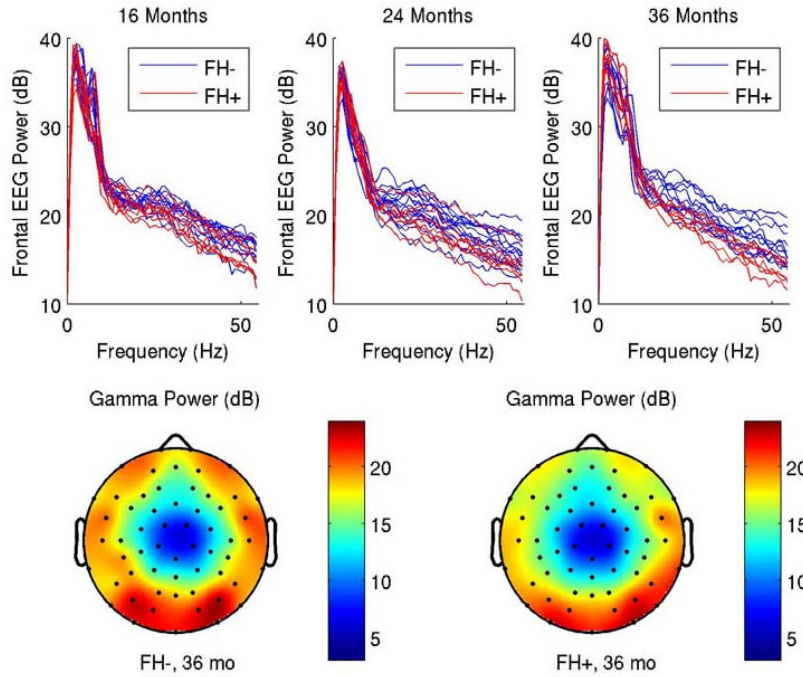 16 Months
24 Months
36 Months
Frontal EEG Power (dB)
40
30
20
10
FH-
FH+
0
50
Frequency (Hz)
Frontal EEG Power (dB)
40
30
20
10
FH-
FH+
0
50
Frequency (Hz)
Frontal EEG Power (dB)
40
30
20
10
FH-
FH+
0
50
Frequency (Hz)
Gamma Power (dB)
20
15
10
5
FH-, 36 mo
Gamma Power (dB)
20
15
10
5
FH+, 36 mo